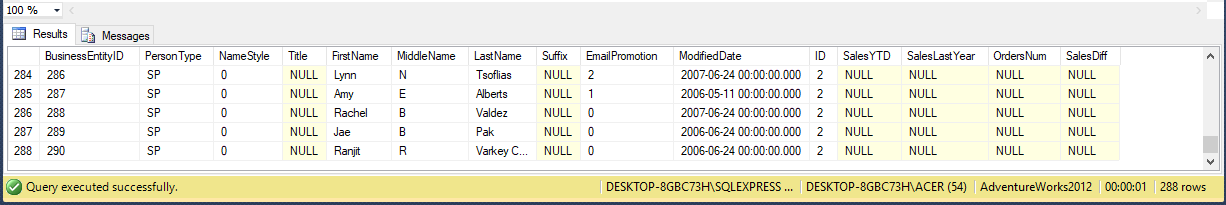 100 %
Results Messages
BusinessEntityID PersonType NameStyle Title FirstName MiddleName LastName Suffix EmailPromotion ModifiedDate ID SalesYTD SalesLastYear OrdersNum SalesDiff
284 286 SP 0 NULL Lynn N Tsoflias NULL 2 2007-06-24 00:00:00.000 2 NULL NULL NULL NULL
285 287 SP 0 NULL Amy E Alberts NULL 1 2006-05-11 00:00:00.000 2 NULL NULL NULL NULL
286 288 SP 0 NULL Rachel B Valdez NULL 0 2007-06-24 00:00:00.000 2 NULL NULL NULL NULL
287 289 SP 0 NULL Jae B Pak NULL 0 2006-06-24 00:00:00.000 2 NULL NULL NULL NULL
288 290 SP 0 NULL Ranjit R Varkey C... NULL 0 2006-06-24 00:00:00.000 2 NULL NULL NULL NULL
Query executed successfully. DESKTOP-8GBC73H\SQLEXPRESS ... DESKTOP-8GBC73H\ACER (54) AdventureWorks2012 00:00:01 288 rows